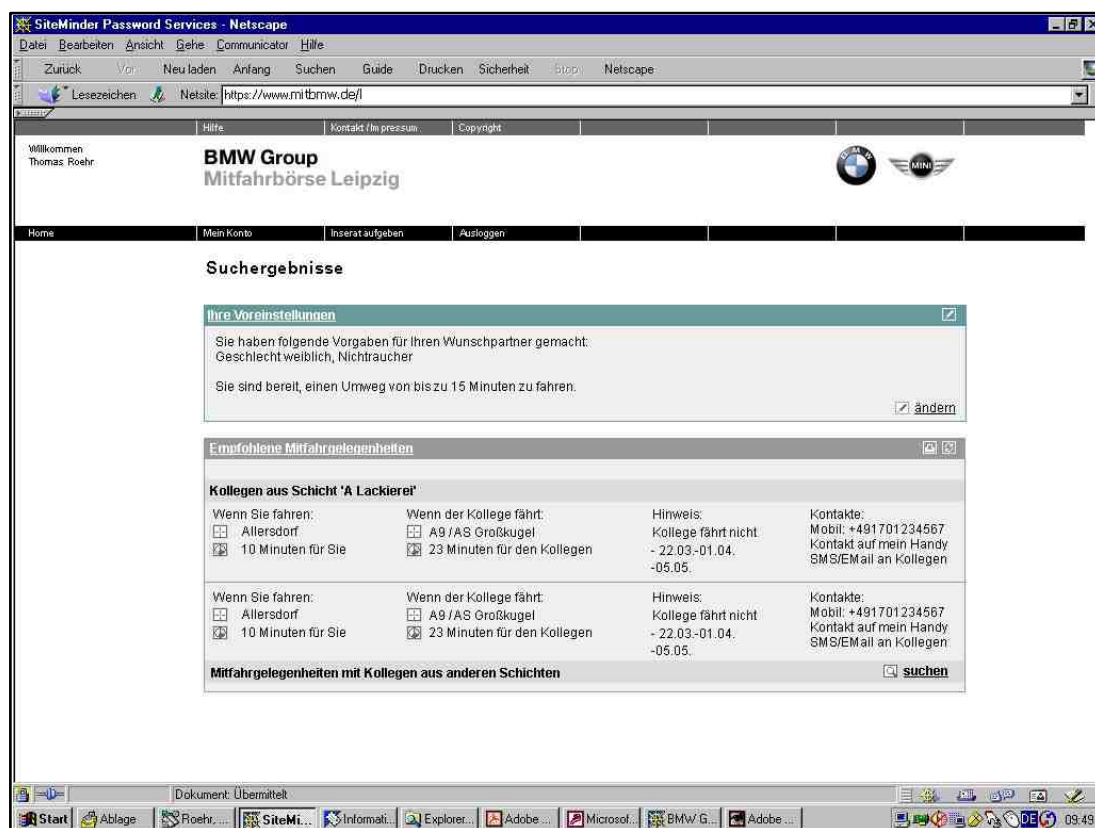 SiteMinder Password Services - Netscape
Datei Bearbeiten Ansicht Gehe Communicator Hilfe
Zurück Vor Neu laden Anfang Suchen Guide Drucken Sicherheit Stop Netscape
Lesezeichen Netsite: https://www.mitbmw.de/l
Hilfe Kontakt / Impressum Copyright
Willkommen
Thomas Roehr
BMW Group
Mitfahrbörse Leipzig
BMW
MINI
Home Mein Konto Inserat aufgeben Ausloggen
Suchergebnisse
Ihre Voreinstellungen
Sie haben folgende Vorgaben für Ihren Wunschpartner gemacht:
Geschlecht weiblich, Nichtraucher
Sie sind bereit, einen Umweg von bis zu 15 Minuten zu fahren.
ändern
Empfohlene Mitfahrgelegenheiten
Kollegen aus Schicht 'A Lackierei'
Wenn Sie fahren: Wenn der Kollege fährt: Hinweis: Kontakte:
Allersdorf A9 / AS Großkugel Kollege fährt nicht Mobil: +491701234567
10 Minuten für Sie 23 Minuten für den Kollegen - 22.03.-01.04. Kontakt auf mein Handy
-05.05. SMS/EMail an Kollegen
Wenn Sie fahren: Wenn der Kollege fährt: Hinweis: Kontakte:
Allersdorf A9 / AS Großkugel Kollege fährt nicht Mobil: +491701234567
10 Minuten für Sie 23 Minuten für den Kollegen - 22.03.-01.04. Kontakt auf mein Handy
-05.05. SMS/EMail an Kollegen
Mitfahrgelegenheiten mit Kollegen aus anderen Schichten suchen
Dokument: Übermittelt
Start Ablage Roehr, ... SiteMi... Informati... Explorer... Adobe ... Microsof... BMW G... Adobe ... DE 09:49